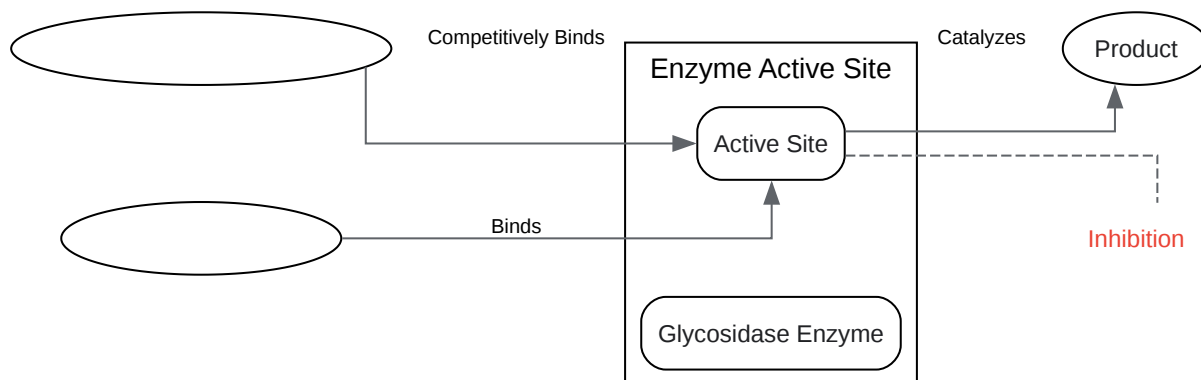 Competitively Binds
Catalyzes
Product
Enzyme Active Site
Active Site
Binds
Inhibition
Glycosidase Enzyme